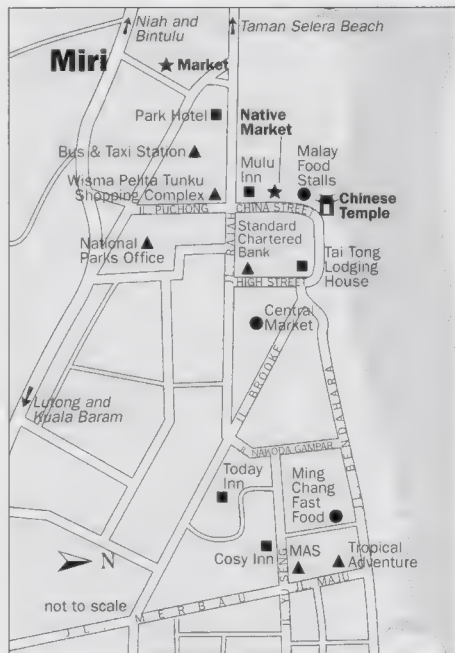 Niah and
Bintulu
Taman Selera Beach
Miri
Market
Park Hotel
Native
Market
Bus & Taxi Station
Mulu
Inn
Malay
Food
Stalls
Wisma Pelita Tunku
Shopping Complex
Chinese
Temple
JL PUCHONG
CHINA STREET
National
Parks Office
Standard
Chartered
Bank
Tai Tong
Lodging
House
HIGH STREET
Central
Market
JL BROOKE
Lutong and
Kuala Baram
JL BENDAHARA
NAKODA GAMPAR
Today
Inn
Ming
Chang
Fast
Food
N
Cosy Inn
MAS
Tropical
Adventure
JL MAJU
not to scale
JL MERBAU